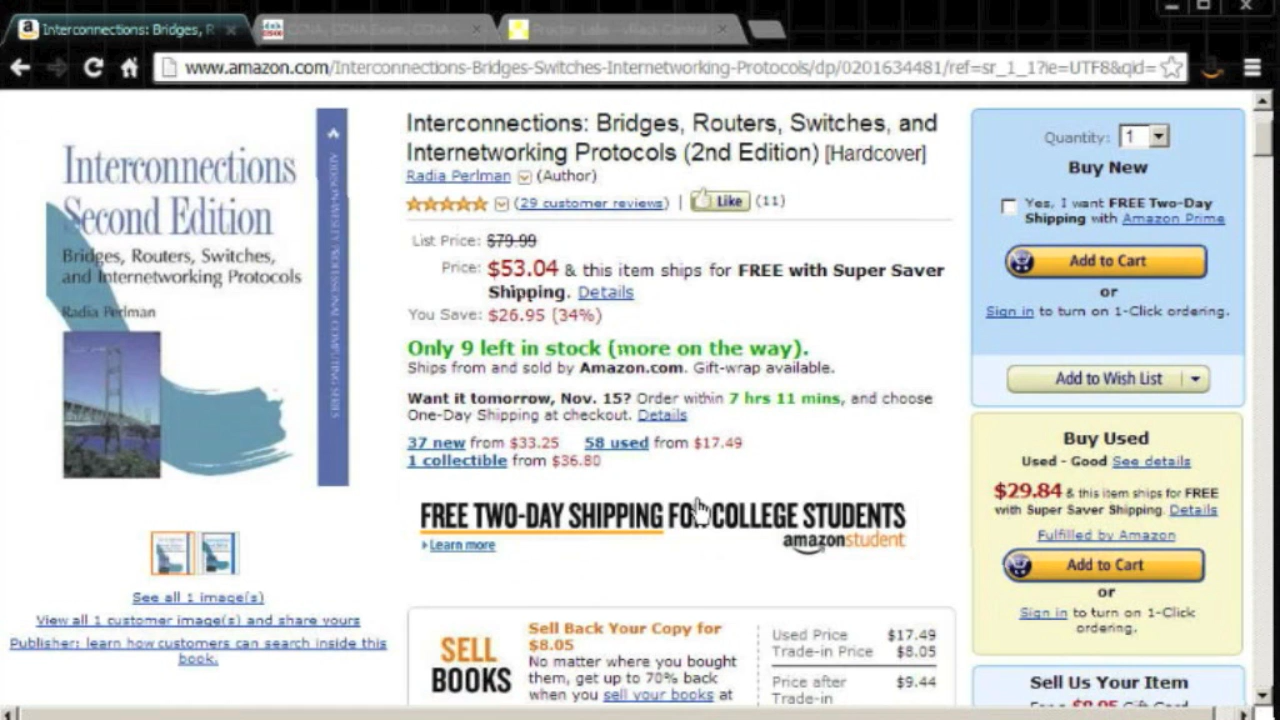 Interconnections: Bridges, R
www.amazon.com/Interconnections-Bridges-Switches-Internetworking-Protocols/dp/0201634481/ref=sr_1_1?ie=UTF8&qid=
Interconnections
Second Edition
Bridges, Routers, Switches,
and Internetworking Protocols
Radia Perlman
ADDISON-WESLEY PROFESSIONAL COMPUTING SERIES
See all 1 image(s)
View all 1 customer image(s) and share yours
Publisher: learn how customers can search inside this
book.
Interconnections: Bridges, Routers, Switches, and
Internetworking Protocols (2nd Edition) [Hardcover]
Radia Perlman (Author)
(29 customer reviews) | Like (11)
List Price: $79.99
Price: $53.04 & this item ships for FREE with Super Saver
Shipping. Details
You Save: $26.95 (34%)
Only 9 left in stock (more on the way).
Ships from and sold by Amazon.com. Gift-wrap available.
Want it tomorrow, Nov. 15? Order within 7 hrs 11 mins, and choose
One-Day Shipping at checkout. Details
37 new from $33.25 58 used from $17.49
1 collectible from $36.80
FREE TWO-DAY SHIPPING FOR COLLEGE STUDENTS
Learn more
amazonstudent
SELL
BOOKS
Sell Back Your Copy for
$8.05
No matter where you bought
them, get up to 70% back
when you sell your books at
Used Price $17.49
Trade-in Price $8.05
Price after $9.44
Trade-in
Quantity: 1
Buy New
Yes, I want FREE Two-Day
Shipping with Amazon Prime
Add to Cart
or
Sign in to turn on 1-Click ordering.
Add to Wish List
Buy Used
Used - Good See details
$29.84 & this item ships for FREE
with Super Saver Shipping. Details
Fulfilled by Amazon
Add to Cart
or
Sign in to turn on 1-Click
ordering.
Sell Us Your Item